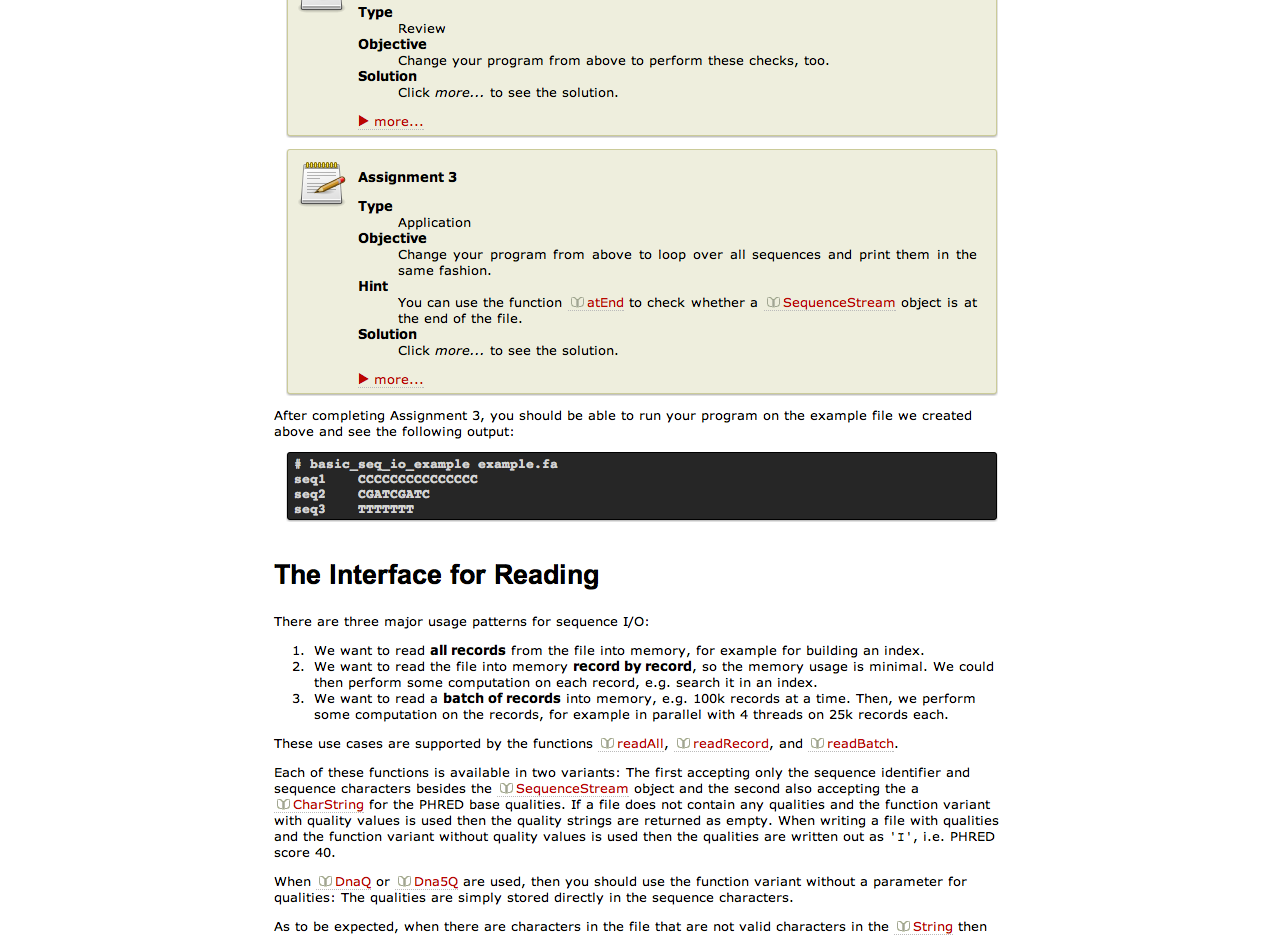 Type
Review
Objective
Change your program from above to perform these checks, too.
Solution
Click more... to see the solution.
more...
Assignment 3
Type
Application
Objective
Change your program from above to loop over all sequences and print them in the
same fashion.
Hint
You can use the function atEnd to check whether a SequenceStream object is at
the end of the file.
Solution
Click more... to see the solution.
more...
After completing Assignment 3, you should be able to run your program on the example file we created
above and see the following output:
# basic_seq_io_example example.fa
seq1    CCCCCCCCCCCCCCC
seq2    CGATCGATC
seq3    TTTTTTT
The Interface for Reading
There are three major usage patterns for sequence I/O:
1. We want to read all records from the file into memory, for example for building an index.
2. We want to read the file into memory record by record, so the memory usage is minimal. We could
then perform some computation on each record, e.g. search it in an index.
3. We want to read a batch of records into memory, e.g. 100k records at a time. Then, we perform
some computation on the records, for example in parallel with 4 threads on 25k records each.
These use cases are supported by the functions readAll, readRecord, and readBatch.
Each of these functions is available in two variants: The first accepting only the sequence identifier and
sequence characters besides the SequenceStream object and the second also accepting the a
CharString for the PHRED base qualities. If a file does not contain any qualities and the function variant
with quality values is used then the quality strings are returned as empty. When writing a file with qualities
and the function variant without quality values is used then the qualities are written out as 'I', i.e. PHRED
score 40.
When DnaQ or Dna5Q are used, then you should use the function variant without a parameter for
qualities: The qualities are simply stored directly in the sequence characters.
As to be expected, when there are characters in the file that are not valid characters in the String then